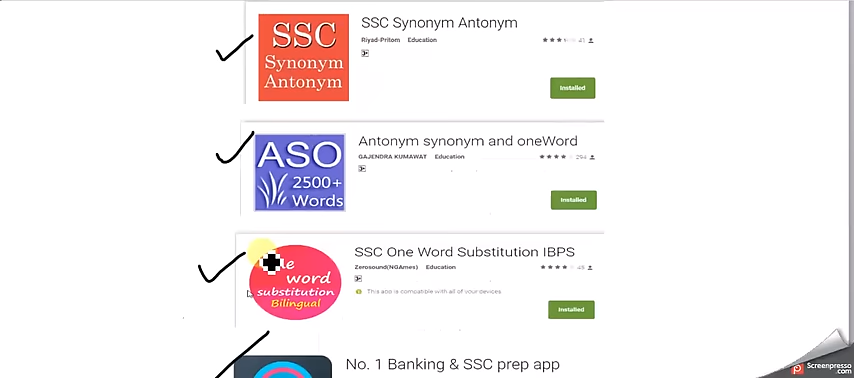 SSC
Synonym
Antonym
SSC Synonym Antonym
Riyad-Pritom Education
41
Installed
ASO
2500+
Words
Antonym synonym and oneWord
GAJENDRA KUMAWAT Education
294
Installed
word
substitution
Bilingual
SSC One Word Substitution IBPS
Zerosound(NGAmes) Education
48
This app is compatible with all of your devices
Installed
No. 1 Banking & SSC prep app
Screenpresso
.com